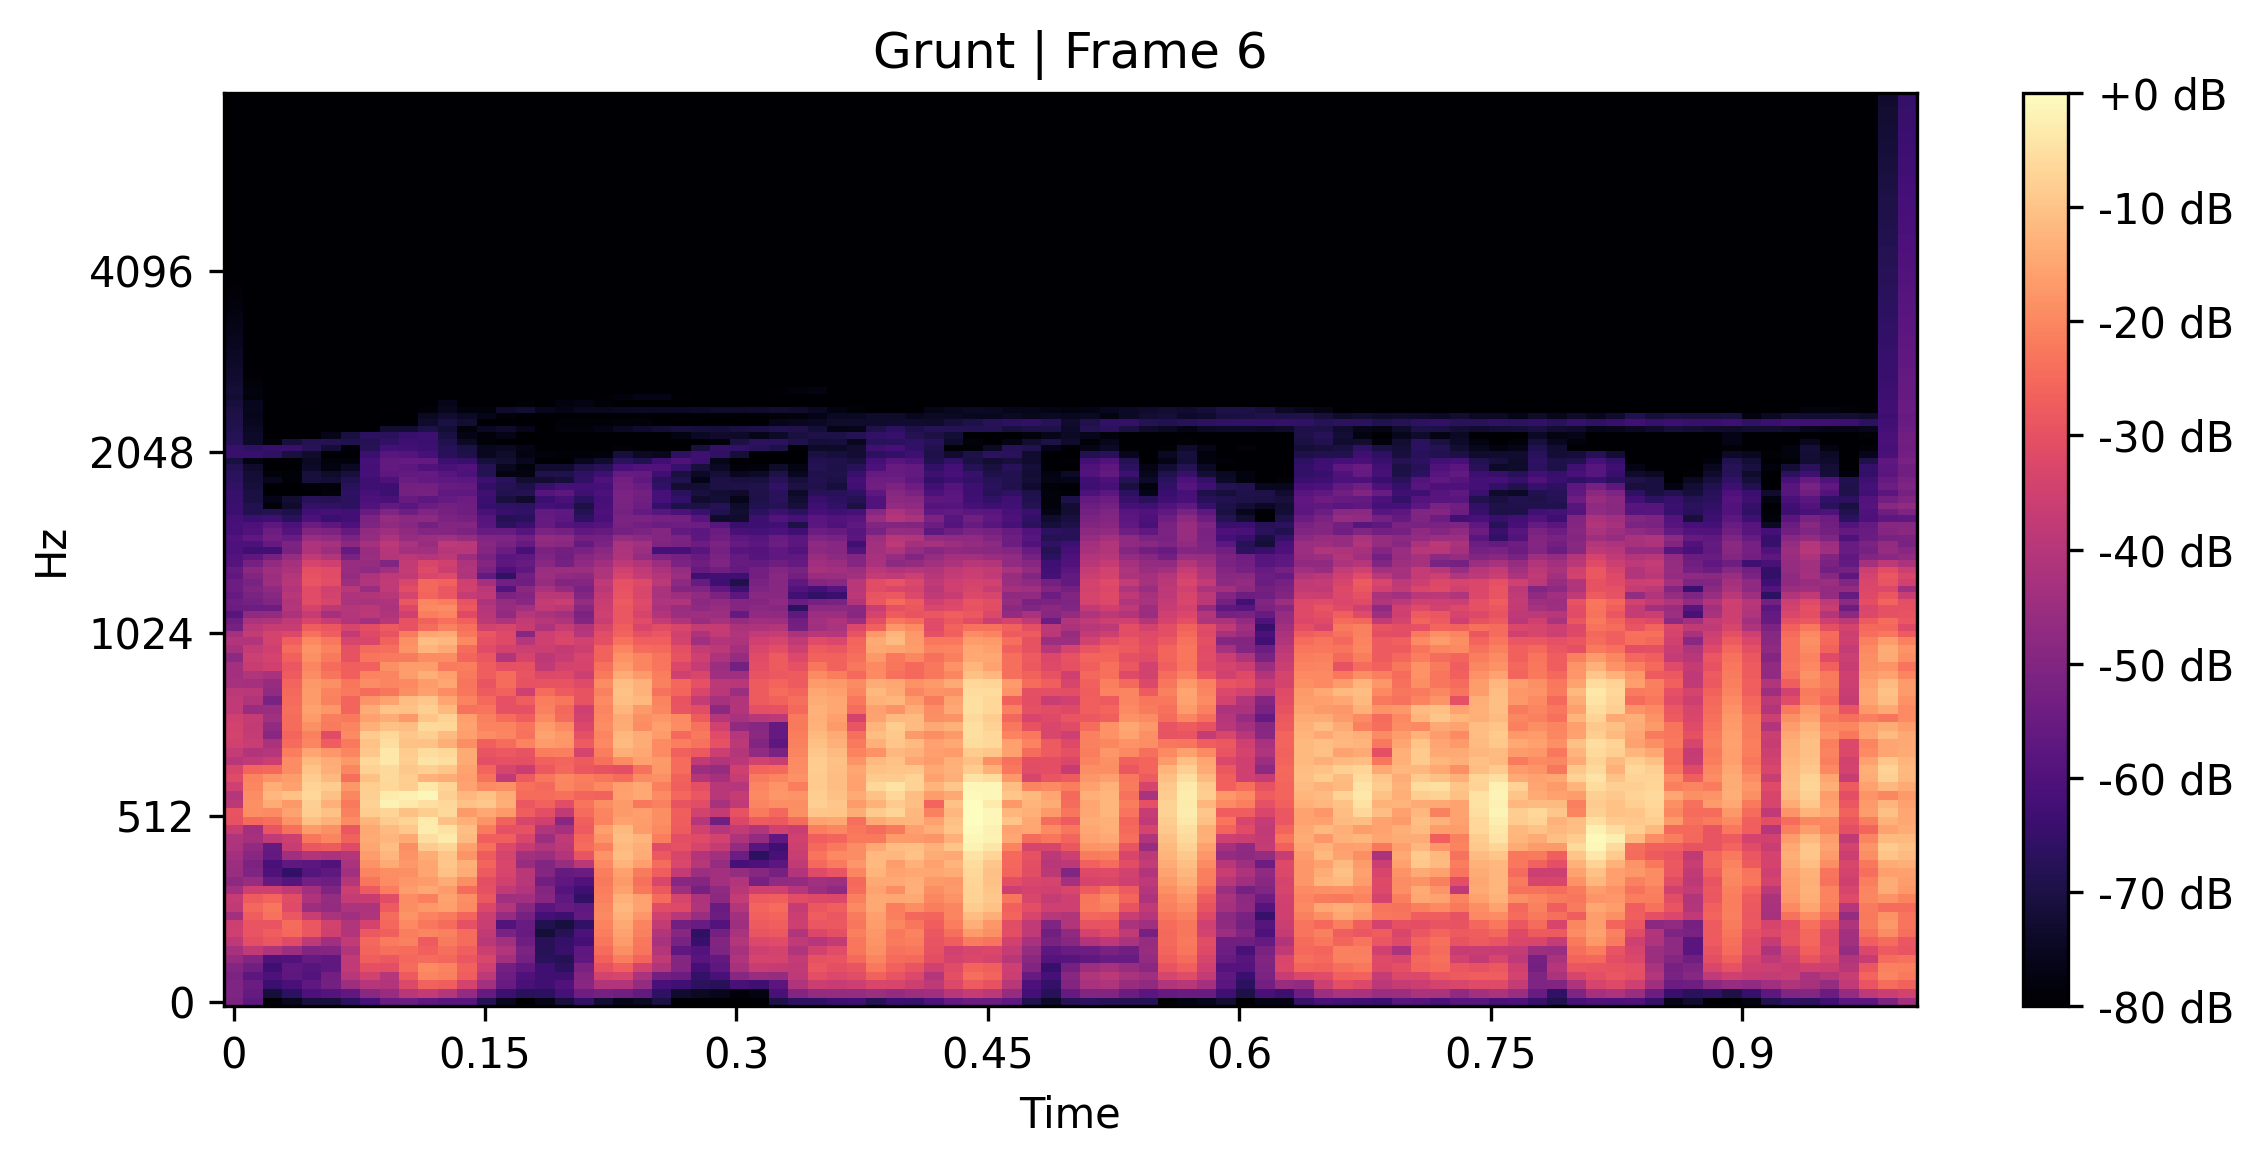 Grunt | Frame 6
Hz
4096
2048
1024
512
0
0 0.15 0.3 0.45 0.6 0.75 0.9
Time
+0 dB
-10 dB
-20 dB
-30 dB
-40 dB
-50 dB
-60 dB
-70 dB
-80 dB